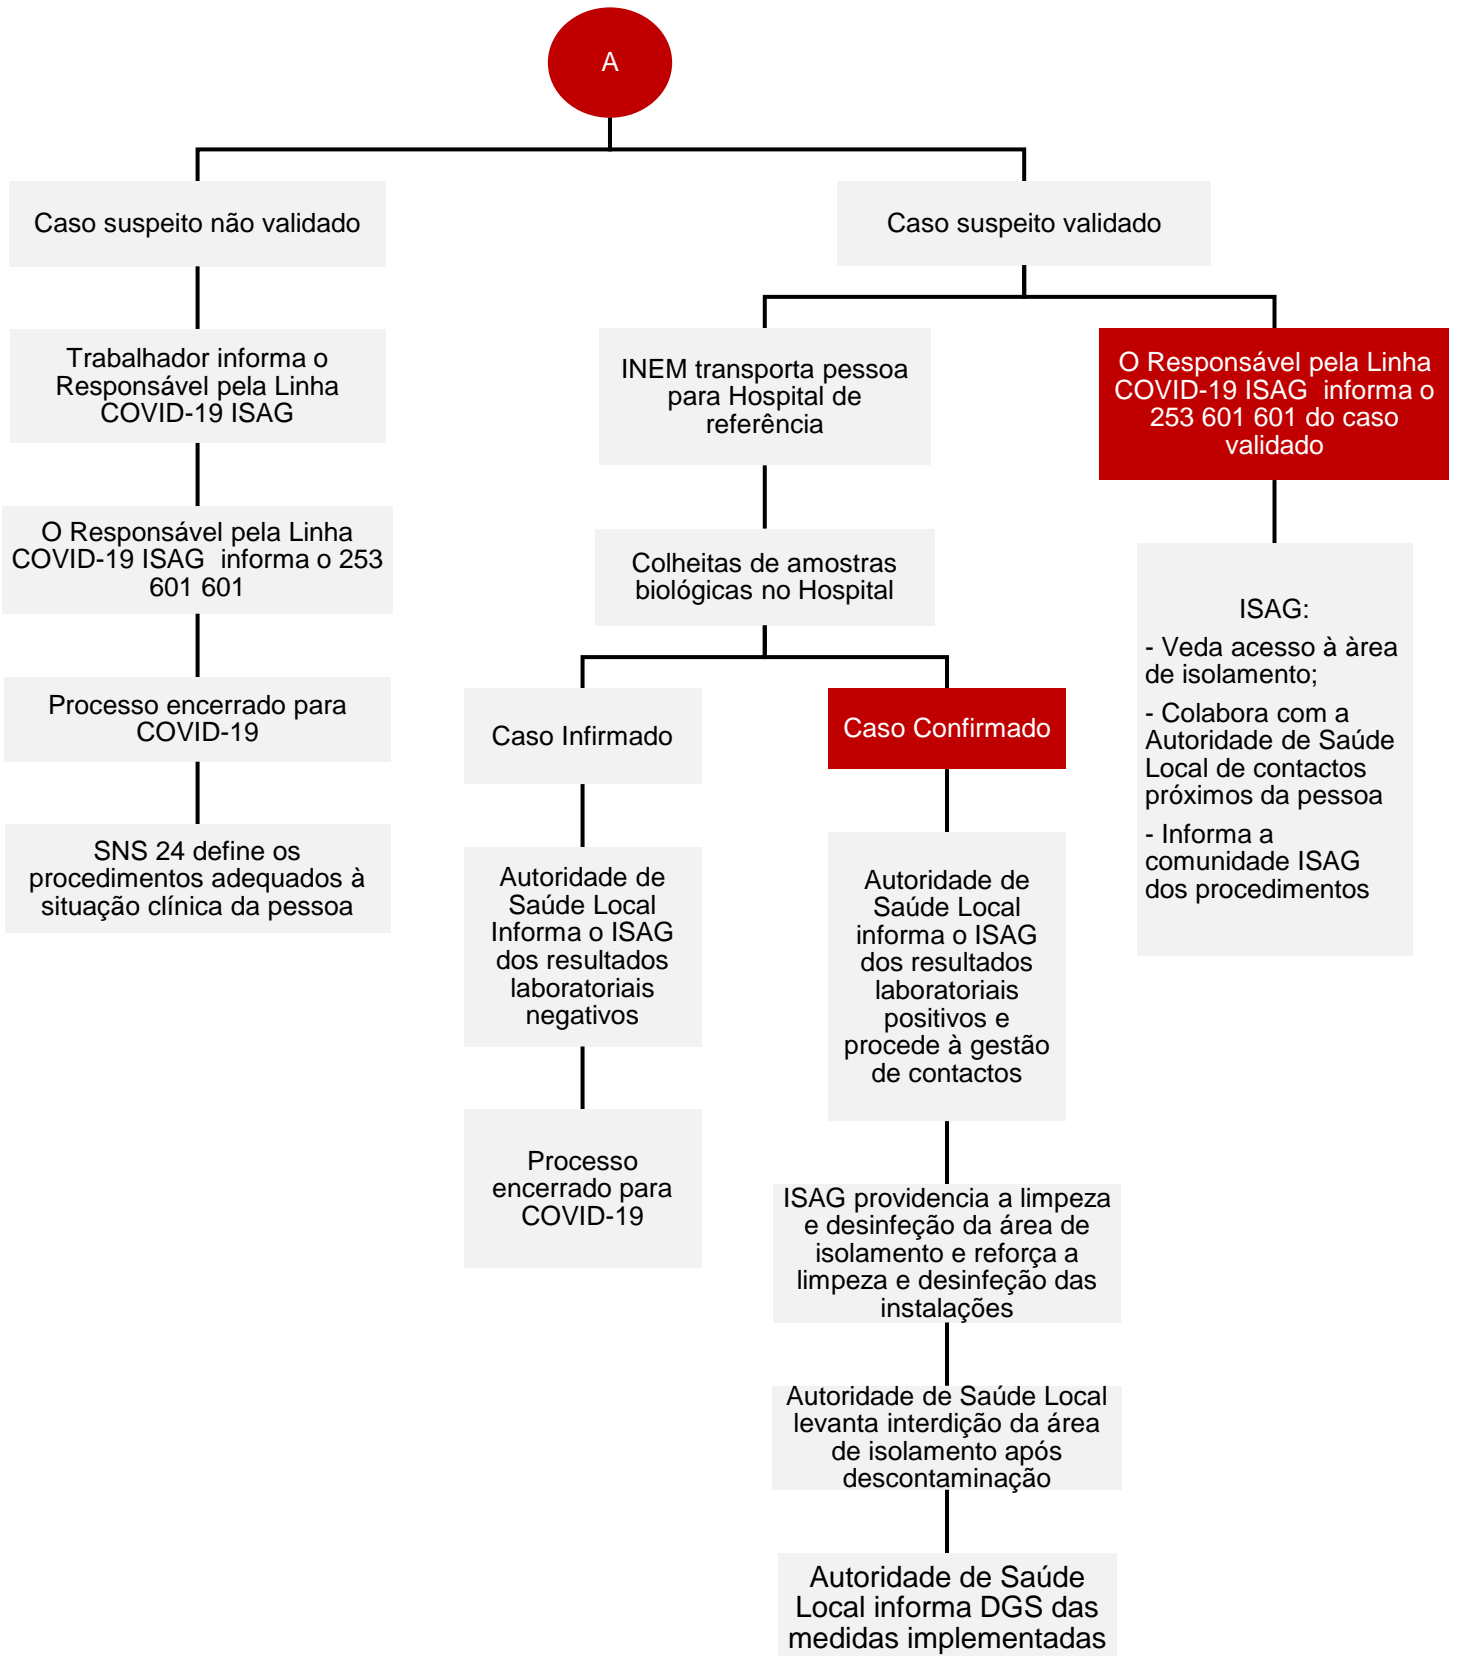 A
Caso suspeito não validado
Caso suspeito validado
Trabalhador informa o
Responsável pela Linha
COVID-19 ISAG
INEM transporta pessoa
para Hospital de
referência
O Responsável pela Linha
COVID-19 ISAG  informa o
253 601 601 do caso
validado
O Responsável pela Linha
COVID-19 ISAG  informa o 253
601 601
Colheitas de amostras
biológicas no Hospital
ISAG:
- Veda acesso à àrea
de isolamento;
- Colabora com a
Autoridade de Saúde
Local de contactos
próximos da pessoa
- Informa a
comunidade ISAG
dos procedimentos
Processo encerrado para
COVID-19
Caso Infirmado
Caso Confirmado
SNS 24 define os
procedimentos adequados à
situação clínica da pessoa
Autoridade de
Saúde Local
Informa o ISAG
dos resultados
laboratoriais
negativos
Autoridade de
Saúde Local
informa o ISAG
dos resultados
laboratoriais
positivos e
procede à gestão
de contactos
Processo
encerrado para
COVID-19
ISAG providencia a limpeza
e desinfeção da área de
isolamento e reforça a
limpeza e desinfeção das
instalações
Autoridade de Saúde Local
levanta interdição da área
de isolamento após
descontaminação
Autoridade de Saúde
Local informa DGS das
medidas implementadas